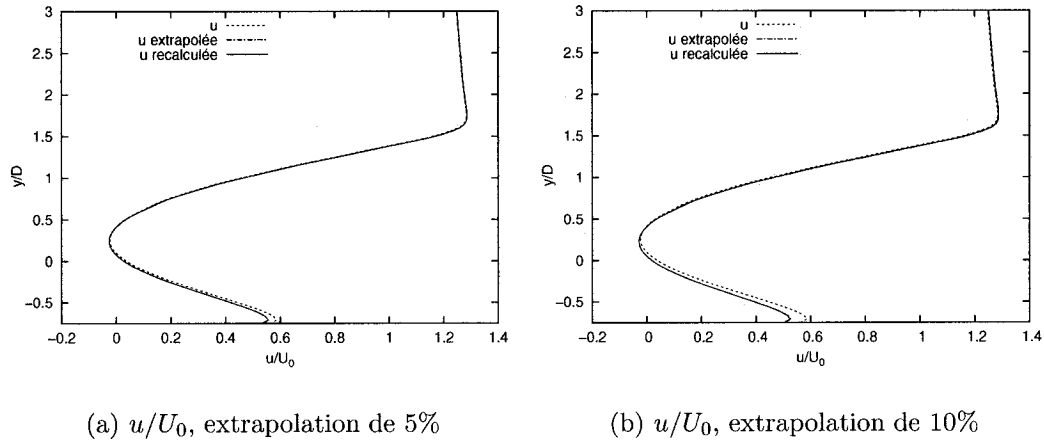 3
2.5
2
1.5
1
0.5
0
−0.5
y/D
u
u extrapolée
u recalculée
−0.2 0 0.2 0.4 0.6 0.8 1 1.2 1.4
u/U₀
(a) u/U₀, extrapolation de 5%
3
2.5
2
1.5
1
0.5
0
−0.5
y/D
u
u extrapolée
u recalculée
−0.2 0 0.2 0.4 0.6 0.8 1 1.2 1.4
u/U₀
(b) u/U₀, extrapolation de 10%